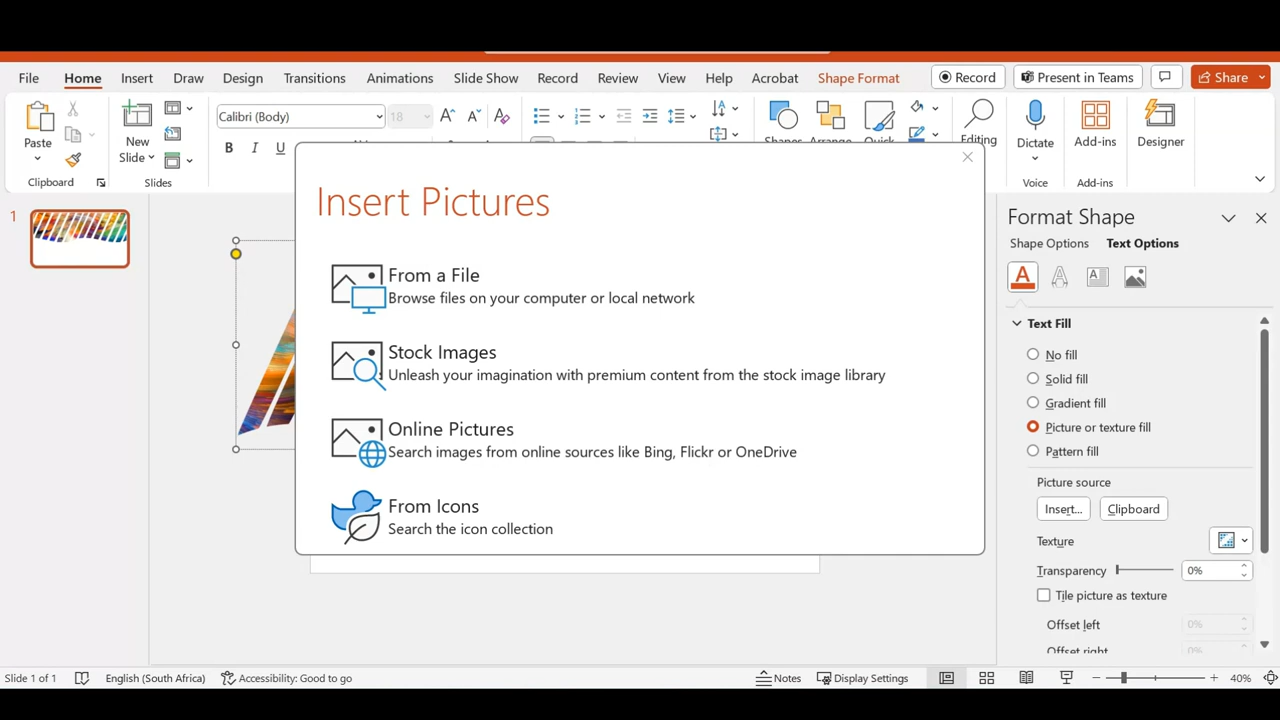 File Home Insert Draw Design Transitions Animations Slide Show Record Review View Help Acrobat Shape Format Record Present in Teams Share
Calibri (Body) 18
Paste New Slide Shapes Arrange Quick Editing Dictate Add-ins Designer
B I U
Clipboard Slides Voice Add-ins
1
Insert Pictures
From a File
Browse files on your computer or local network
Stock Images
Unleash your imagination with premium content from the stock image library
Online Pictures
Search images from online sources like Bing, Flickr or OneDrive
From Icons
Search the icon collection
Format Shape
Shape Options Text Options
A A A
Text Fill
No fill
Solid fill
Gradient fill
Picture or texture fill
Pattern fill
Picture source
Insert... Clipboard
Texture
Transparency 0%
Tile picture as texture
Offset left 0%
Offset right 0%
Slide 1 of 1 English (South Africa) Accessibility: Good to go Notes Display Settings 40%